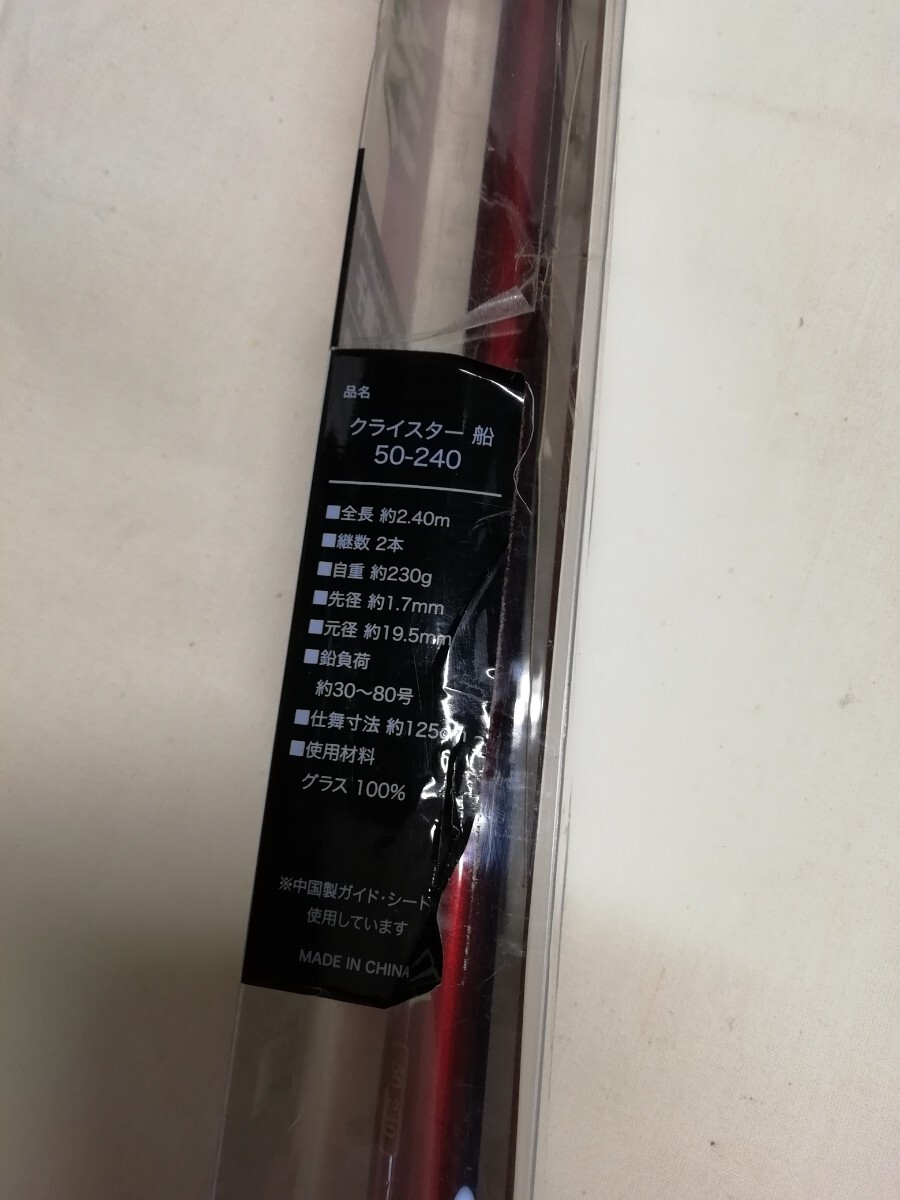 品名
クライスター 船
50-240
■全長 約2.40m
■継数 2本
■自重 約230g
■先径 約1.7mm
■元径 約19.5mm
■鉛負荷
約30〜80号
■仕舞寸法 約125cm
■使用材料
グラス 100%
※中国製ガイド・シート
使用しています
MADE IN CHINA